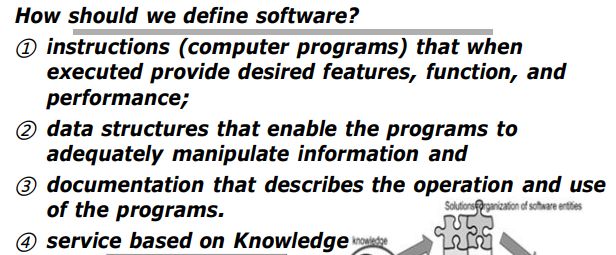 How should we define software?
① instructions (computer programs) that when
executed provide desired features, function, and
performance;
② data structures that enable the programs to
adequately manipulate information and
③ documentation that describes the operation and use
of the programs.
Solutions organization of software entities
④ service based on Knowledge
knowledge